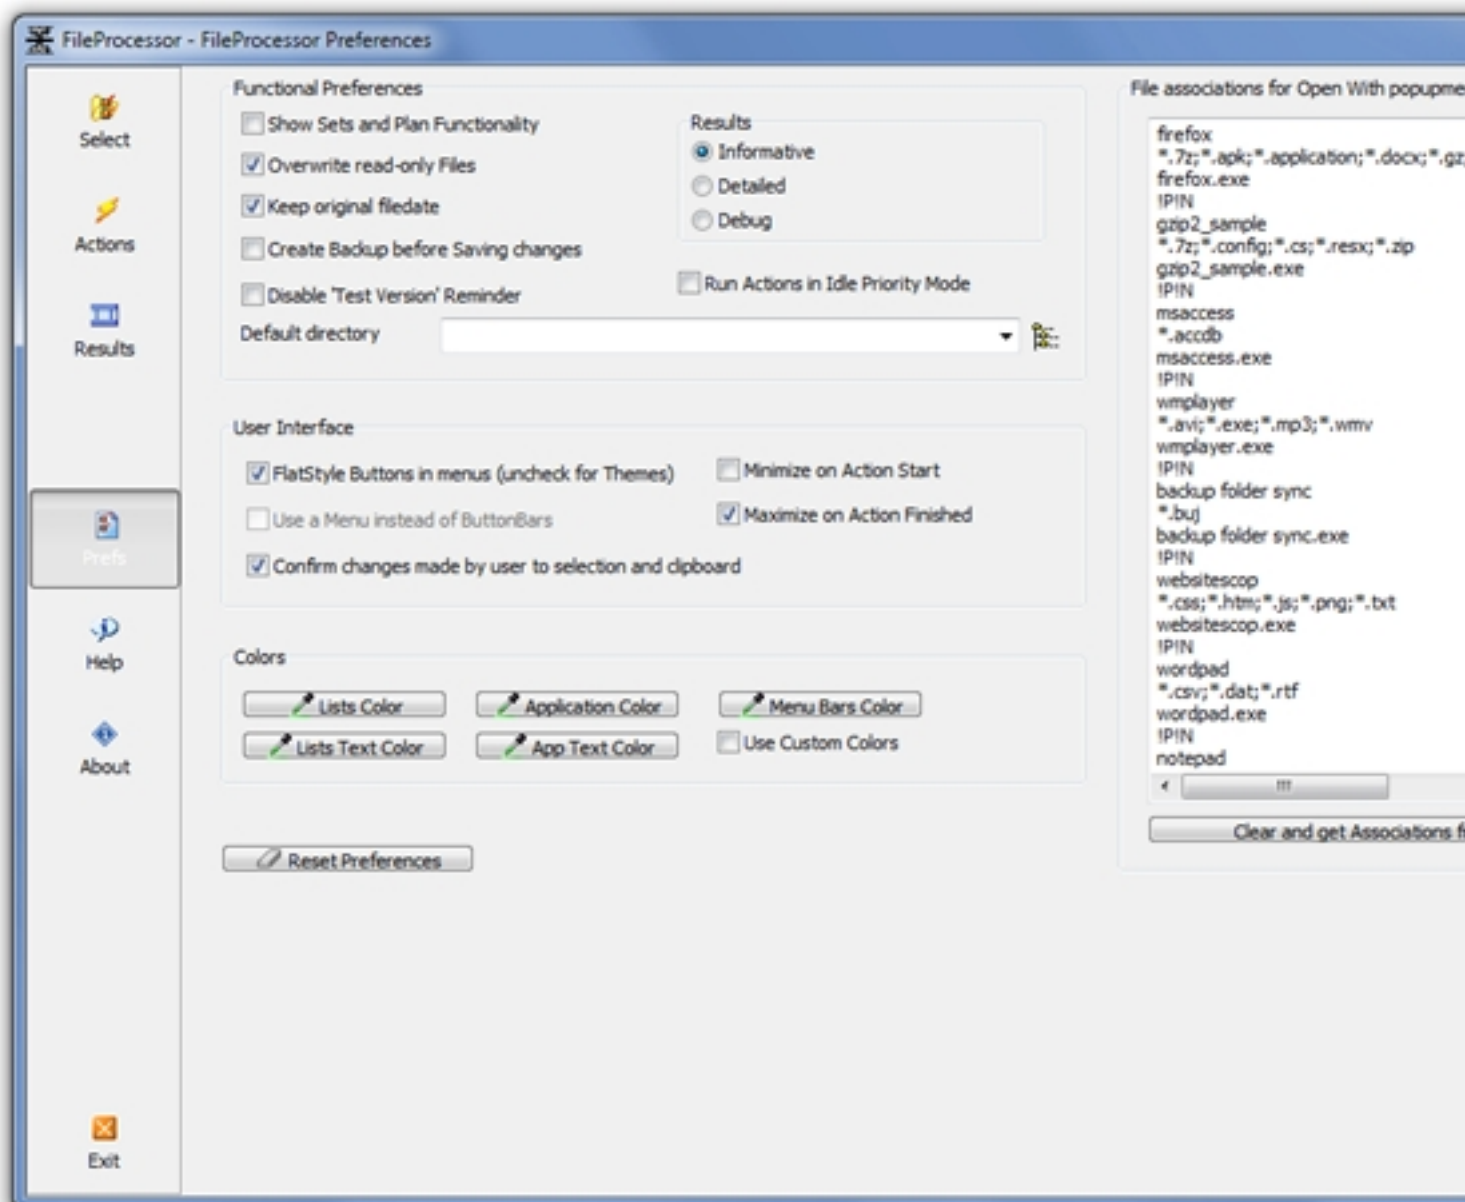 FileProcessor - FileProcessor Preferences
Select
Actions
Results
Prefs
Help
About
Exit
Functional Preferences
Show Sets and Plan Functionality
Overwrite read-only Files
Keep original filedate
Create Backup before Saving changes
Disable 'Test Version' Reminder
Default directory
Results
Informative
Detailed
Debug
Run Actions in Idle Priority Mode
User Interface
FlatStyle Buttons in menus (uncheck for Themes)
Use a Menu instead of ButtonBars
Confirm changes made by user to selection and clipboard
Minimize on Action Start
Maximize on Action Finished
Colors
Lists Color
Application Color
Menu Bars Color
Lists Text Color
App Text Color
Use Custom Colors
Reset Preferences
File associations for Open With popupme
firefox
*.7z;*.apk;*.application;*.docx;*.gz;
firefox.exe
!P!N
gzip2_sample
*.7z;*.config;*.cs;*.resx;*.zip
gzip2_sample.exe
!P!N
msaccess
*.accdb
msaccess.exe
!P!N
wmplayer
*.avi;*.exe;*.mp3;*.wmv
wmplayer.exe
!P!N
backup folder sync
*.buj
backup folder sync.exe
!P!N
websitescop
*.css;*.htm;*.js;*.png;*.txt
websitescop.exe
!P!N
wordpad
*.csv;*.dat;*.rtf
wordpad.exe
!P!N
notepad
Clear and get Associations f